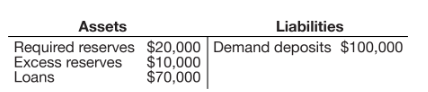 Assets Liabilities
Required reserves $20,000 Demand deposits $100,000
Excess reserves $10,000
Loans $70,000